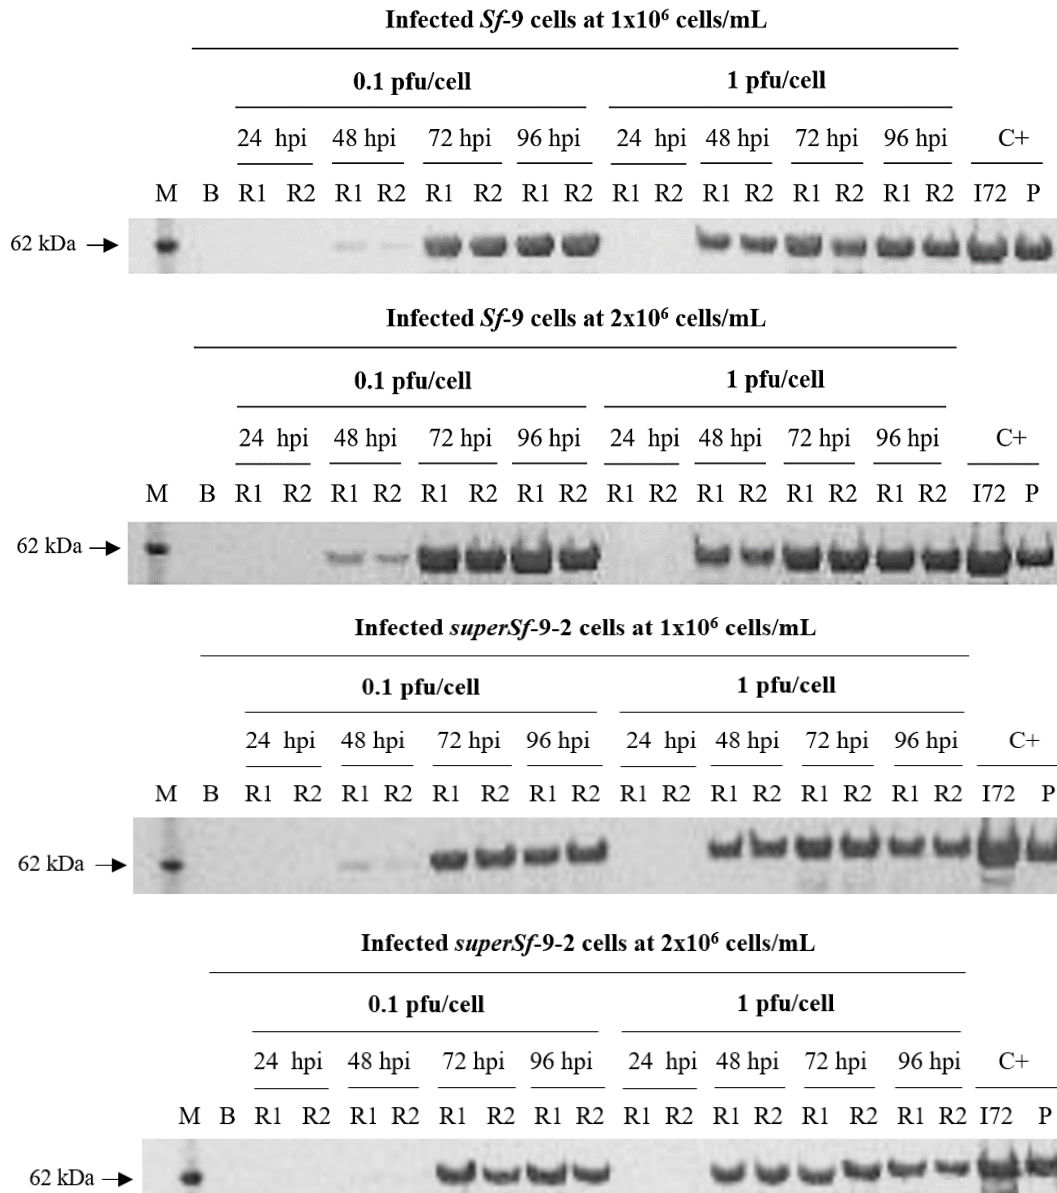 Infected Sf-9 cells at 1x10⁶ cells/mL
0.1 pfu/cell 1 pfu/cell
24 hpi 48 hpi 72 hpi 96 hpi 24 hpi 48 hpi 72 hpi 96 hpi C+
M B R1 R2 R1 R2 R1 R2 R1 R2 R1 R2 R1 R2 R1 R2 R1 R2 I72 P
62 kDa
Infected Sf-9 cells at 2x10⁶ cells/mL
0.1 pfu/cell 1 pfu/cell
24 hpi 48 hpi 72 hpi 96 hpi 24 hpi 48 hpi 72 hpi 96 hpi C+
M B R1 R2 R1 R2 R1 R2 R1 R2 R1 R2 R1 R2 R1 R2 R1 R2 I72 P
62 kDa
Infected superSf-9-2 cells at 1x10⁶ cells/mL
0.1 pfu/cell 1 pfu/cell
24 hpi 48 hpi 72 hpi 96 hpi 24 hpi 48 hpi 72 hpi 96 hpi C+
M B R1 R2 R1 R2 R1 R2 R1 R2 R1 R2 R1 R2 R1 R2 R1 R2 I72 P
62 kDa
Infected superSf-9-2 cells at 2x10⁶ cells/mL
0.1 pfu/cell 1 pfu/cell
24 hpi 48 hpi 72 hpi 96 hpi 24 hpi 48 hpi 72 hpi 96 hpi C+
M B R1 R2 R1 R2 R1 R2 R1 R2 R1 R2 R1 R2 R1 R2 R1 R2 I72 P
62 kDa